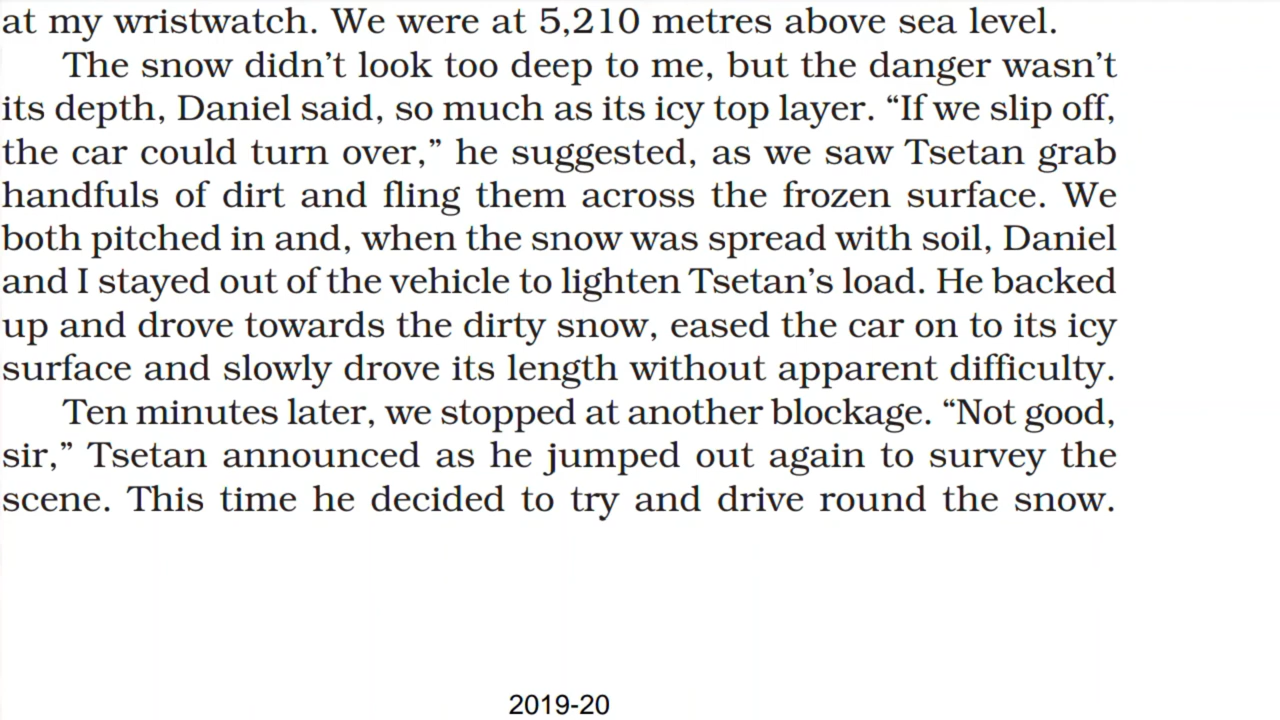 at my wristwatch. We were at 5,210 metres above sea level.
The snow didn’t look too deep to me, but the danger wasn’t
its depth, Daniel said, so much as its icy top layer. “If we slip off,
the car could turn over,” he suggested, as we saw Tsetan grab
handfuls of dirt and fling them across the frozen surface. We
both pitched in and, when the snow was spread with soil, Daniel
and I stayed out of the vehicle to lighten Tsetan’s load. He backed
up and drove towards the dirty snow, eased the car on to its icy
surface and slowly drove its length without apparent difficulty.
Ten minutes later, we stopped at another blockage. “Not good,
sir,” Tsetan announced as he jumped out again to survey the
scene. This time he decided to try and drive round the snow.
2019-20